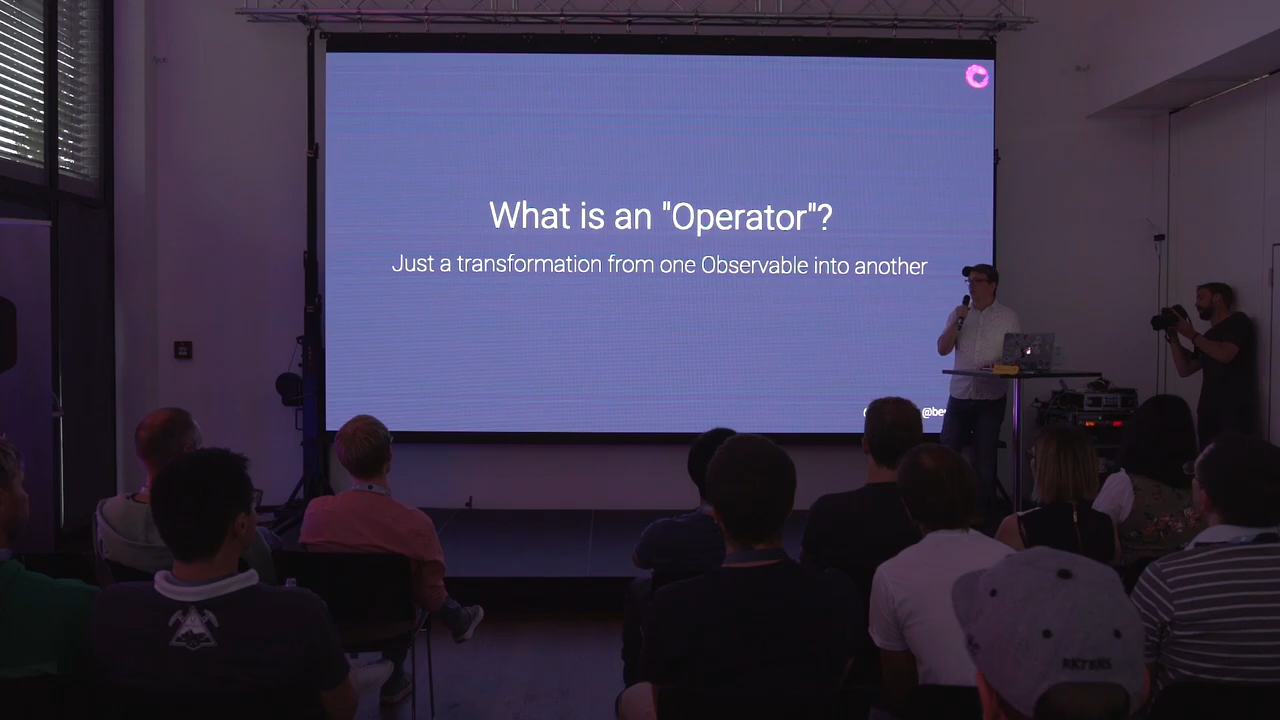 What is an "Operator"?
Just a transformation from one Observable into another